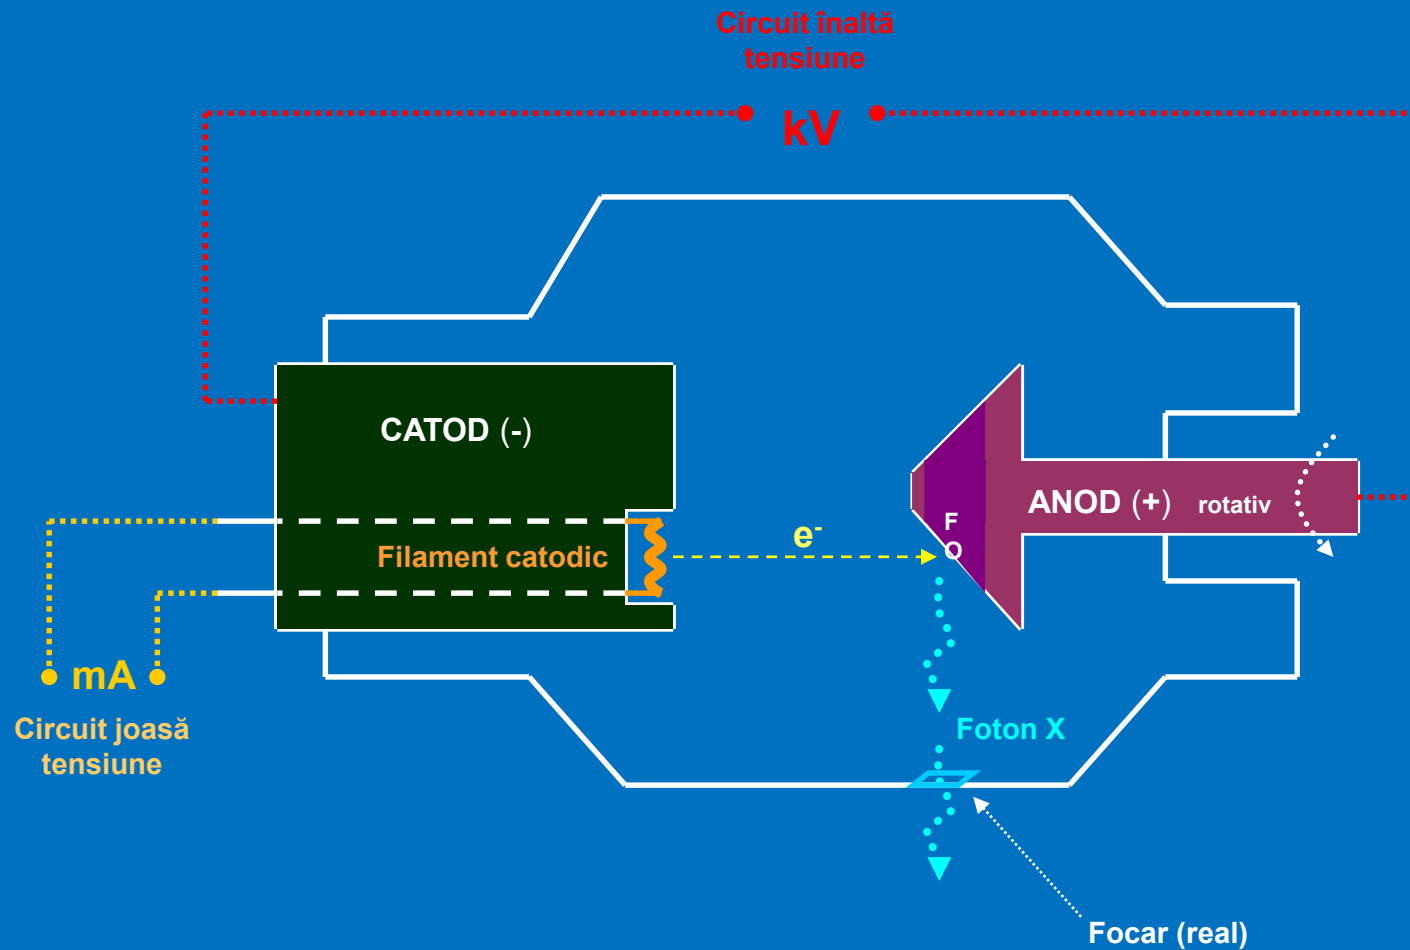 Circuit înaltă
tensiune
kV
CATOD (-)
ANOD (+) rotativ
F
O
e-
Filament catodic
mA
Circuit joasă
tensiune
Foton X
Focar (real)